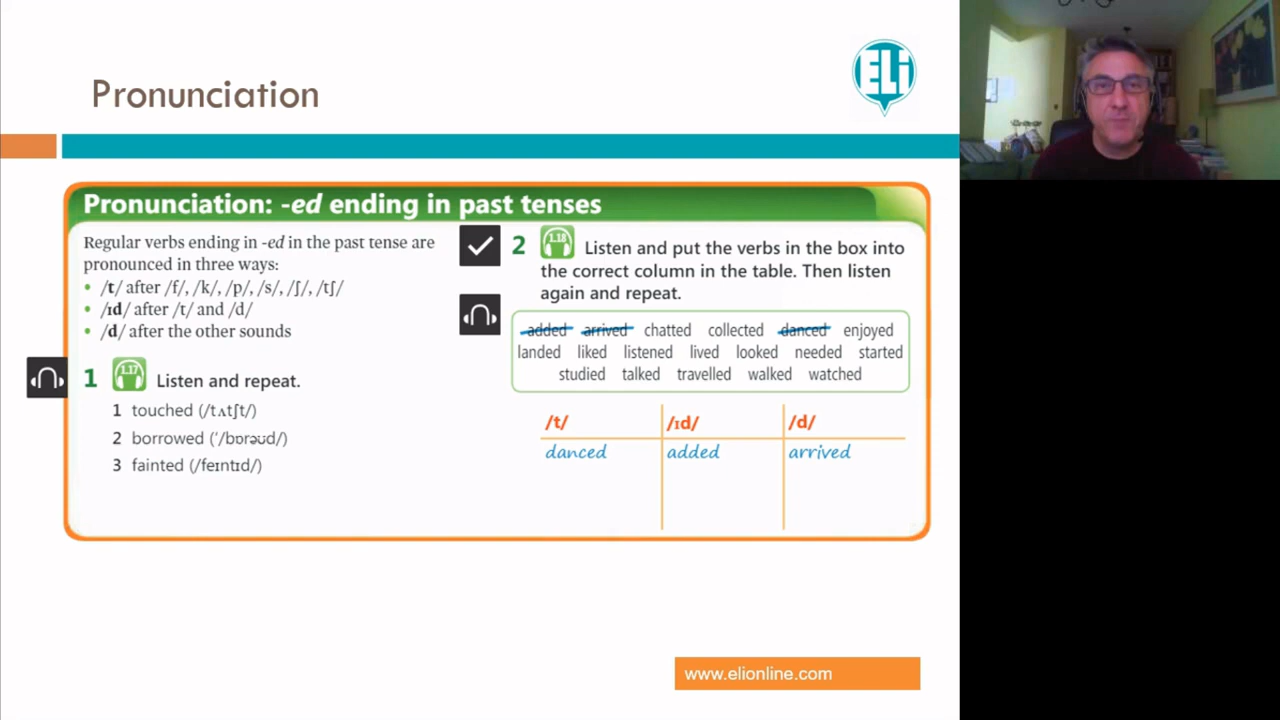 Pronunciation
ELi
Pronunciation: -ed ending in past tenses
Regular verbs ending in -ed in the past tense are
pronounced in three ways:
• /t/ after /f/, /k/, /p/, /s/, /ʃ/, /tʃ/
• /ɪd/ after /t/ and /d/
• /d/ after the other sounds
1 1.17 Listen and repeat.
1 touched (/tʌtʃt/)
2 borrowed (ˈ/bɒrəʊd/)
3 fainted (/feɪntɪd/)
2 1.18 Listen and put the verbs in the box into
the correct column in the table. Then listen
again and repeat.
added arrived chatted collected danced enjoyed
landed liked listened lived looked needed started
studied talked travelled walked watched
/t/ /ɪd/ /d/
danced added arrived
www.elionline.com